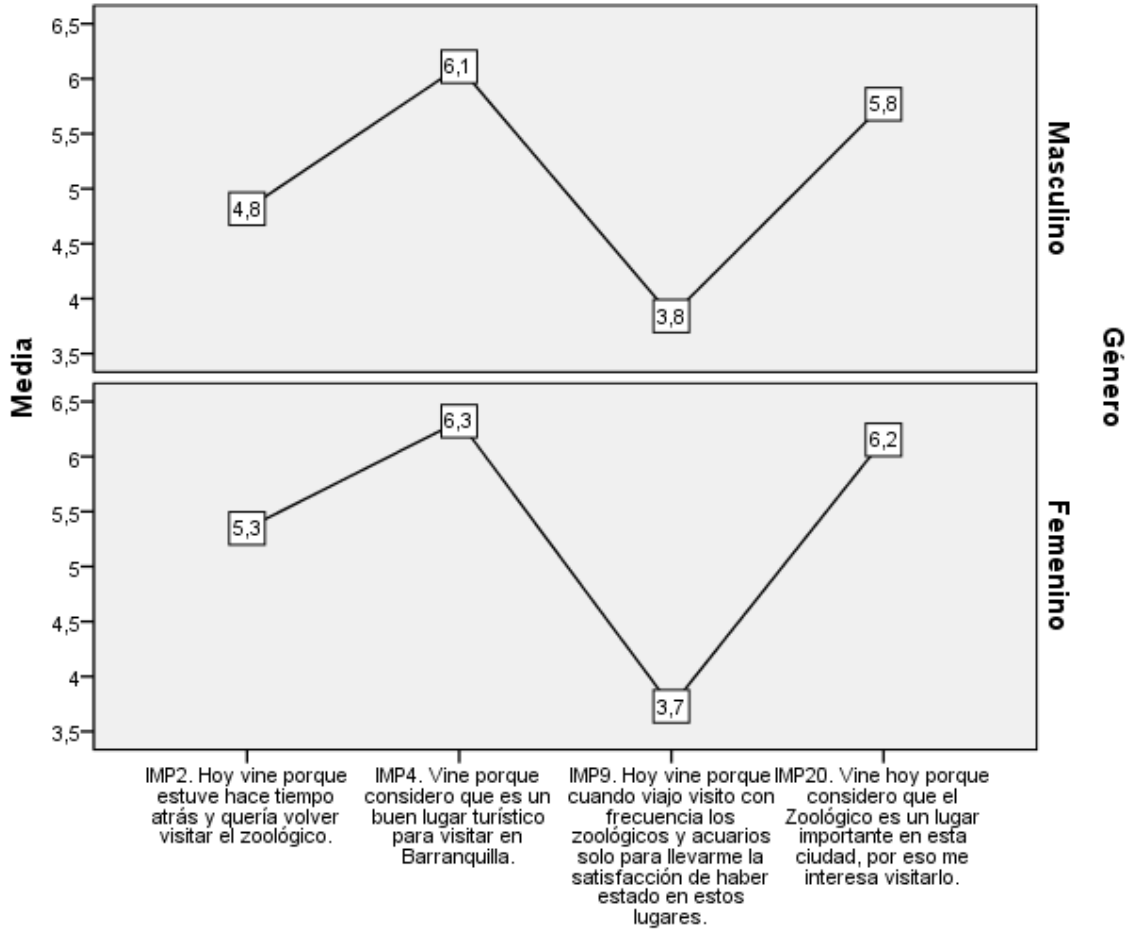 Media
Género
6,5
6
5,5
5
4,5
4
3,5
4,8
6,1
3,8
5,8
Masculino
6,5
6
5,5
5
4,5
4
3,5
5,3
6,3
3,7
6,2
Femenino
IMP2. Hoy vine porque
estuve hace tiempo
atrás y quería volver
visitar el zoológico.
IMP4. Vine porque
considero que es un
buen lugar turístico
para visitar en
Barranquilla.
IMP9. Hoy vine porque
cuando viajo visito con
frecuencia los
zoológicos y acuarios
solo para llevarme la
satisfacción de haber
estado en estos
lugares.
IMP20. Vine hoy porque
considero que el
Zoológico es un lugar
importante en esta
ciudad, por eso me
interesa visitarlo.